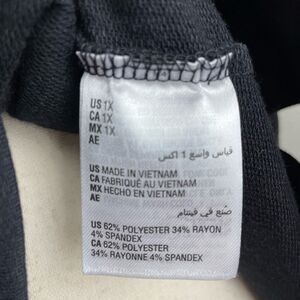 US 1X
CA 1X
MX 1X
AE
قياس واسع 1 اكس
US MADE IN VIETNAM
CA FABRIQUÉ AU VIETNAM
MX HECHO EN VIETNAM
AE
صنع في فيتنام
US 62% POLYESTER 34% RAYON
4% SPANDEX
CA 62% POLYESTER
34% RAYONNE 4% SPANDEX